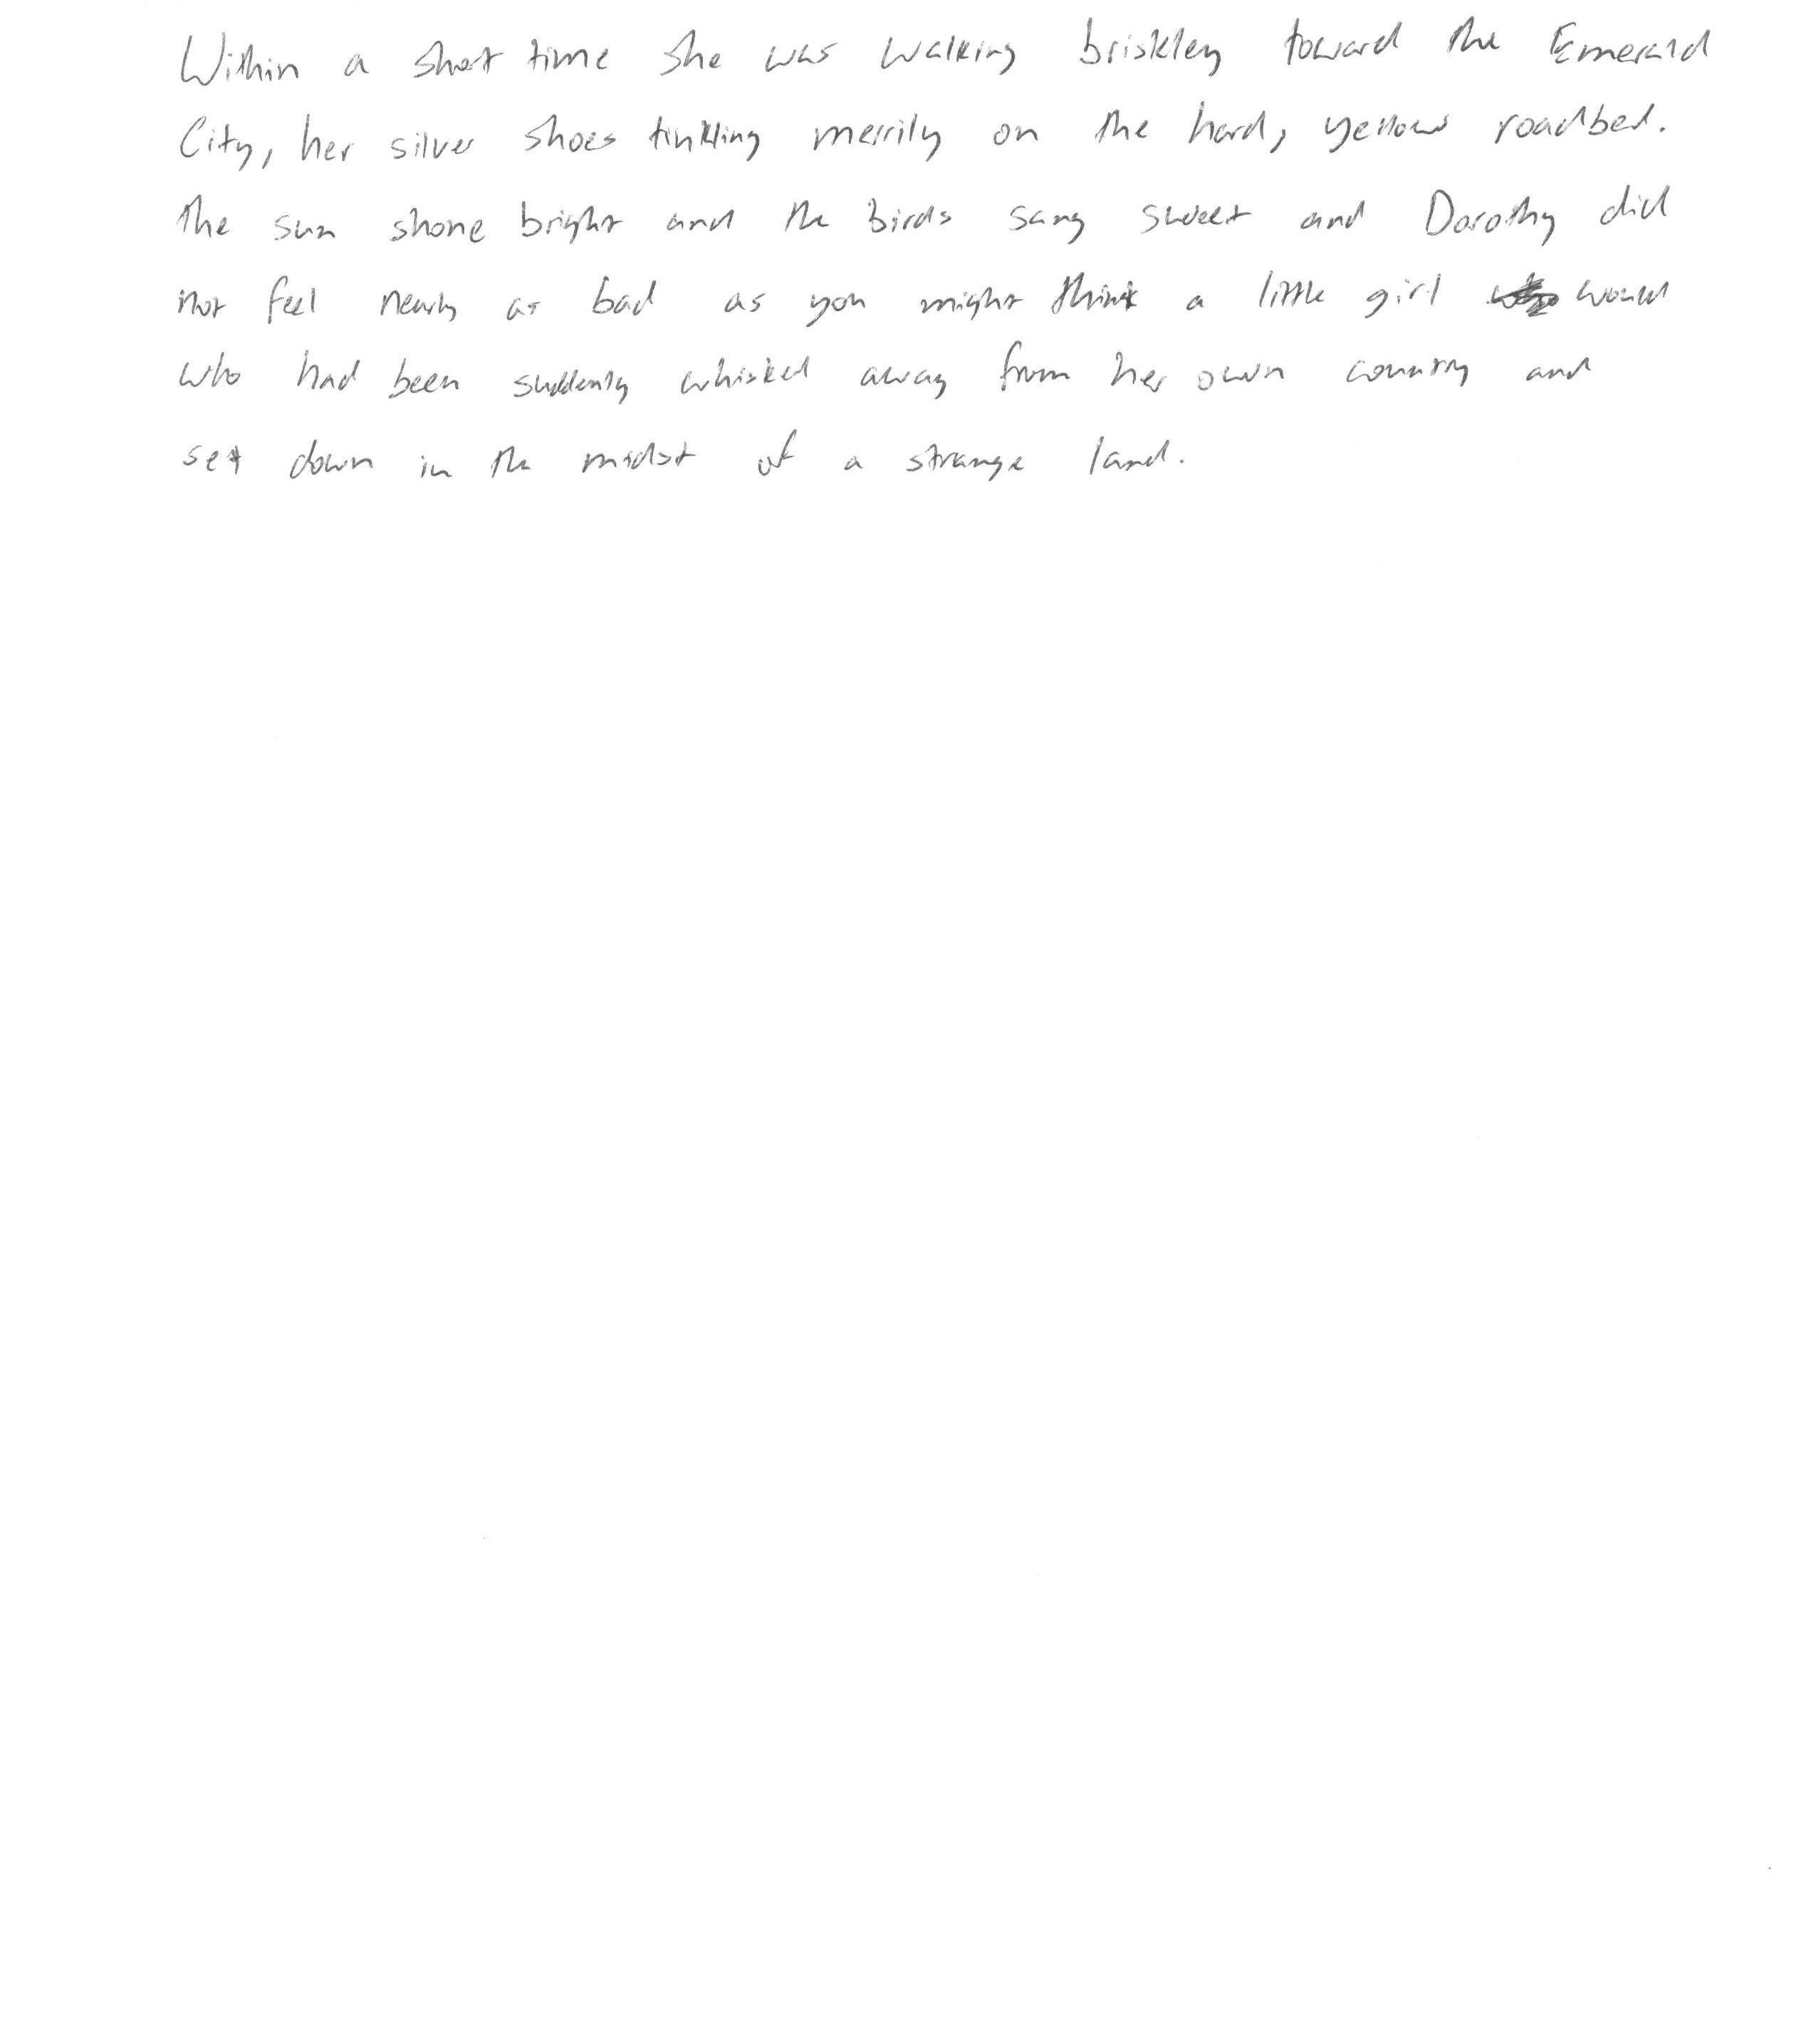 Within a short time she was walking briskley toward the Emerald
City, her silver shoes tinkling merrily on the hard, yellow roadbed.
The sun shone bright and the birds sang sweet and Dorothy did
not feel nearly as bad as you might think a little girl would
who had been suddenly whisked away from her own country and
set down in the midst of a strange land.